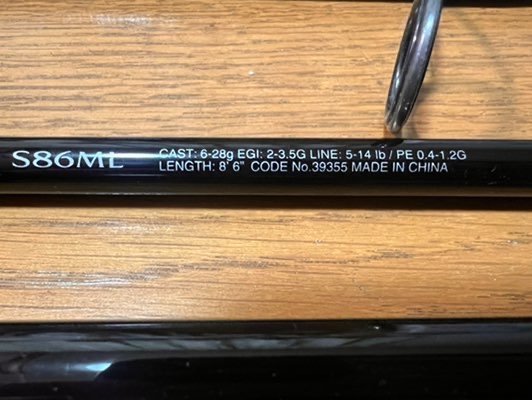 S86ML
CAST: 6-28g EGI: 2-3.5G LINE: 5-14 lb / PE 0.4-1.2G
LENGTH: 8' 6" CODE No.39355 MADE IN CHINA